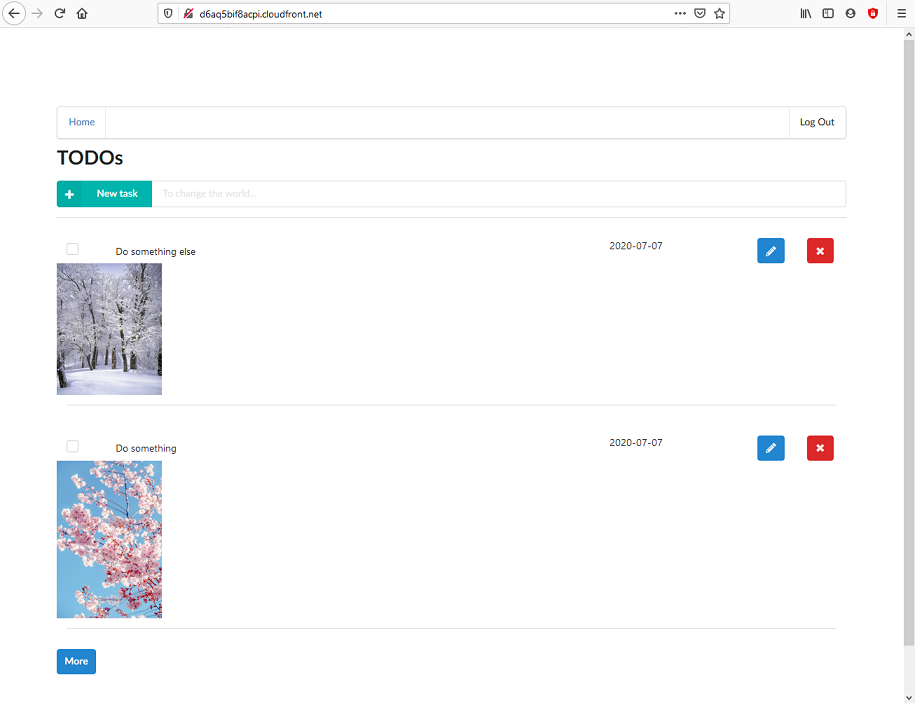 d6aq5bif8acpi.cloudfront.net
Home
Log Out
TODOs
New task
To change the world...
Do something else
2020-07-07
Do something
2020-07-07
More